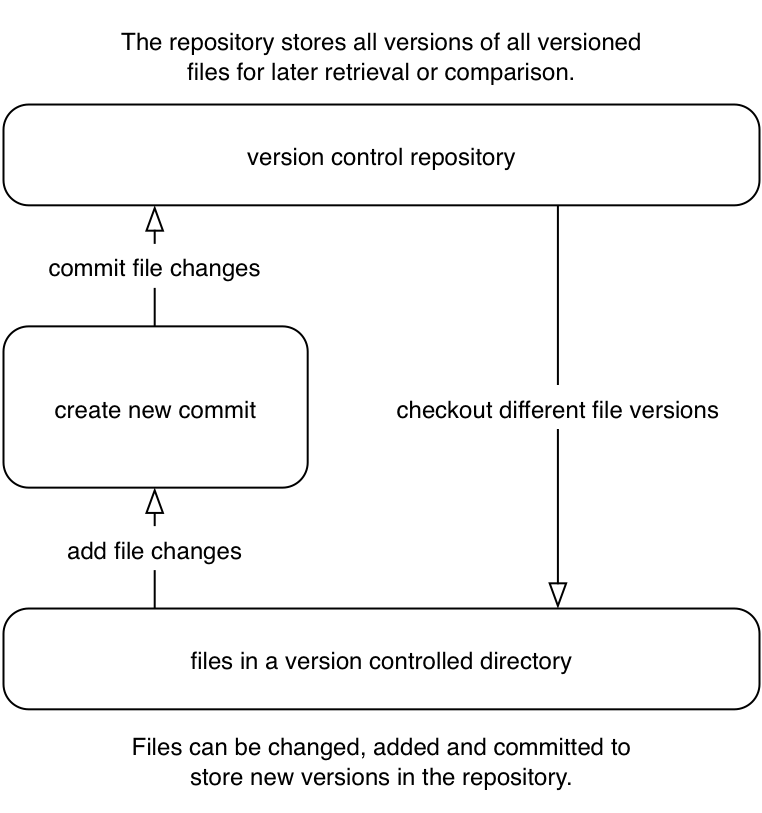 The repository stores all versions of all versioned
files for later retrieval or comparison.
version control repository
commit file changes
create new commit
checkout different file versions
add file changes
files in a version controlled directory
Files can be changed, added and committed to
store new versions in the repository.